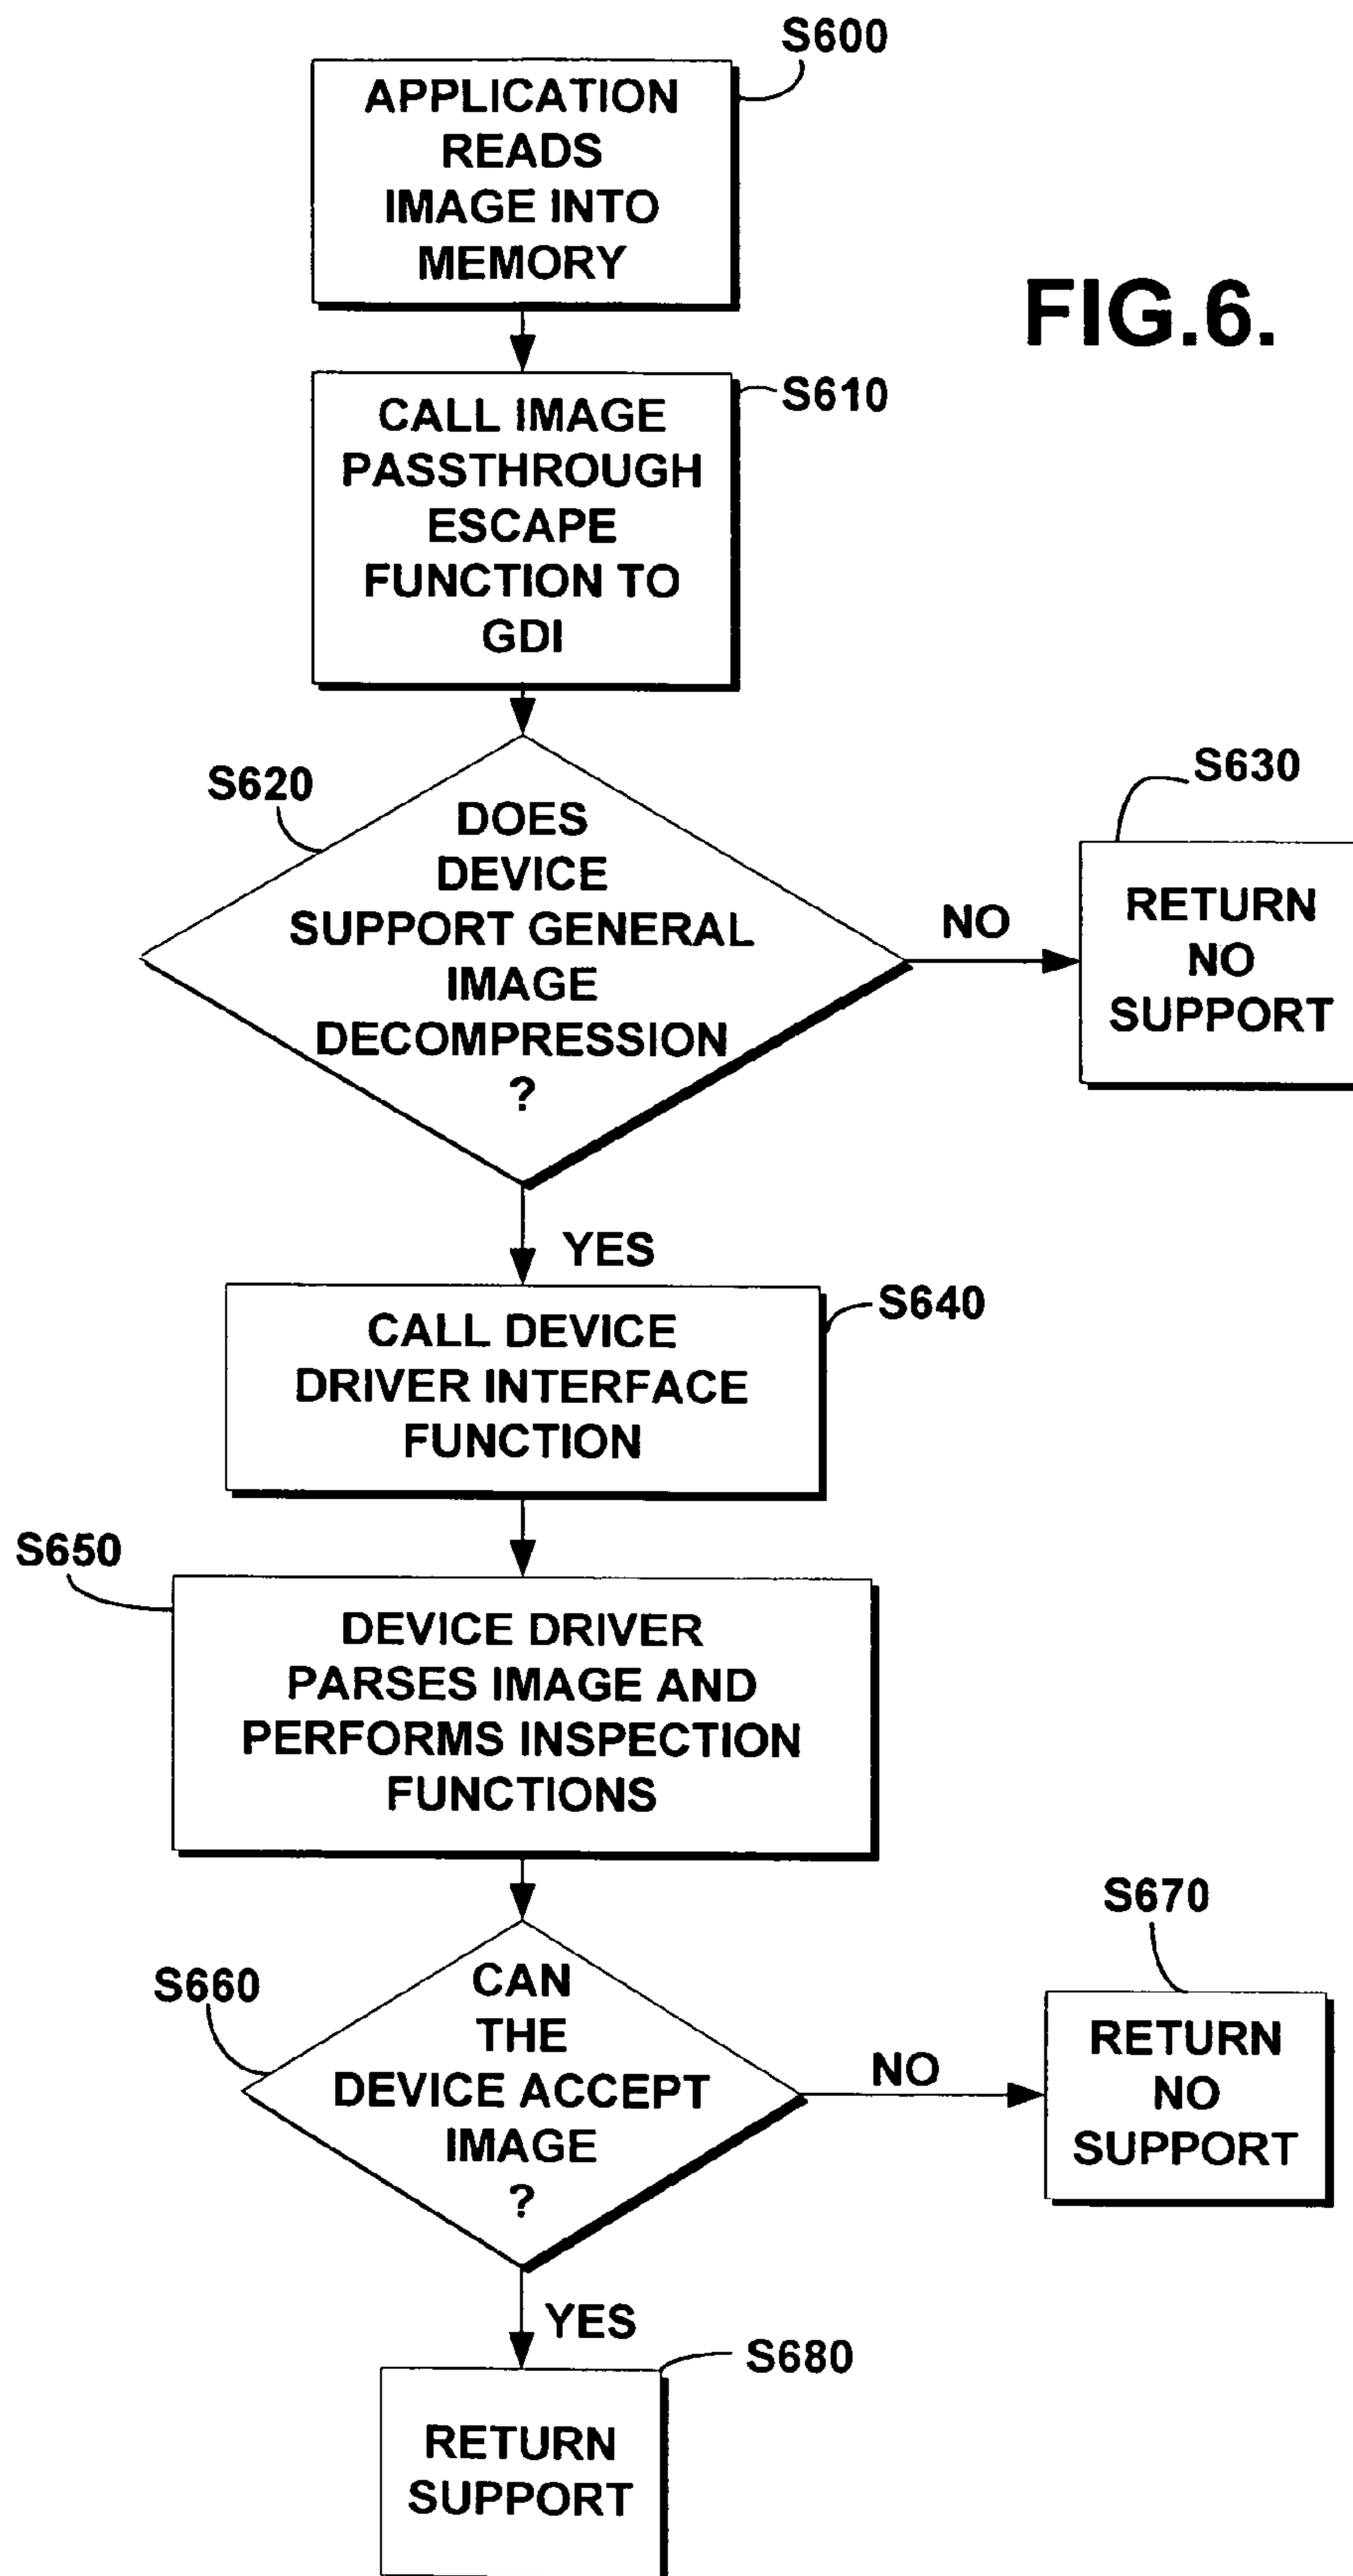 S600
APPLICATION
READS
IMAGE INTO
MEMORY
FIG.6.
S610
CALL IMAGE
PASSTHROUGH
ESCAPE
FUNCTION TO
GDI
S620
DOES
DEVICE
SUPPORT GENERAL
IMAGE
DECOMPRESSION
?
NO
S630
RETURN
NO
SUPPORT
YES
S640
CALL DEVICE
DRIVER INTERFACE
FUNCTION
S650
DEVICE DRIVER
PARSES IMAGE AND
PERFORMS INSPECTION
FUNCTIONS
S660
CAN
THE
DEVICE ACCEPT
IMAGE
?
NO
S670
RETURN
NO
SUPPORT
YES
S680
RETURN
SUPPORT